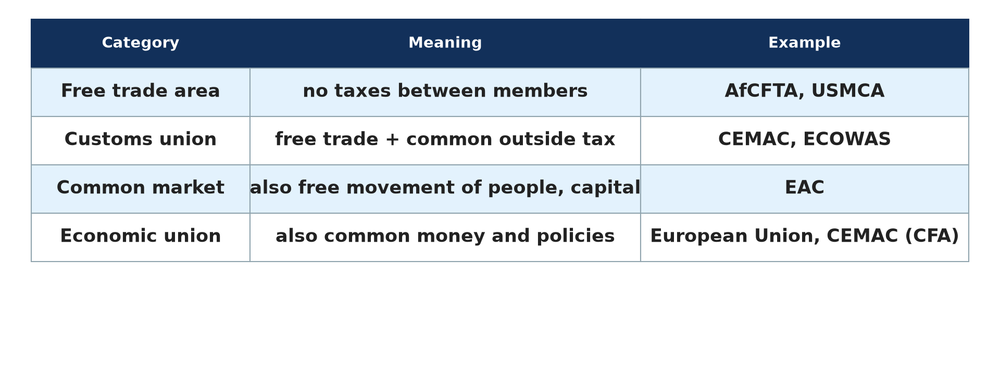 Category Meaning Example
Free trade area no taxes between members AfCFTA, USMCA
Customs union free trade + common outside tax CEMAC, ECOWAS
Common market also free movement of people, capital EAC
Economic union also common money and policies European Union, CEMAC (CFA)